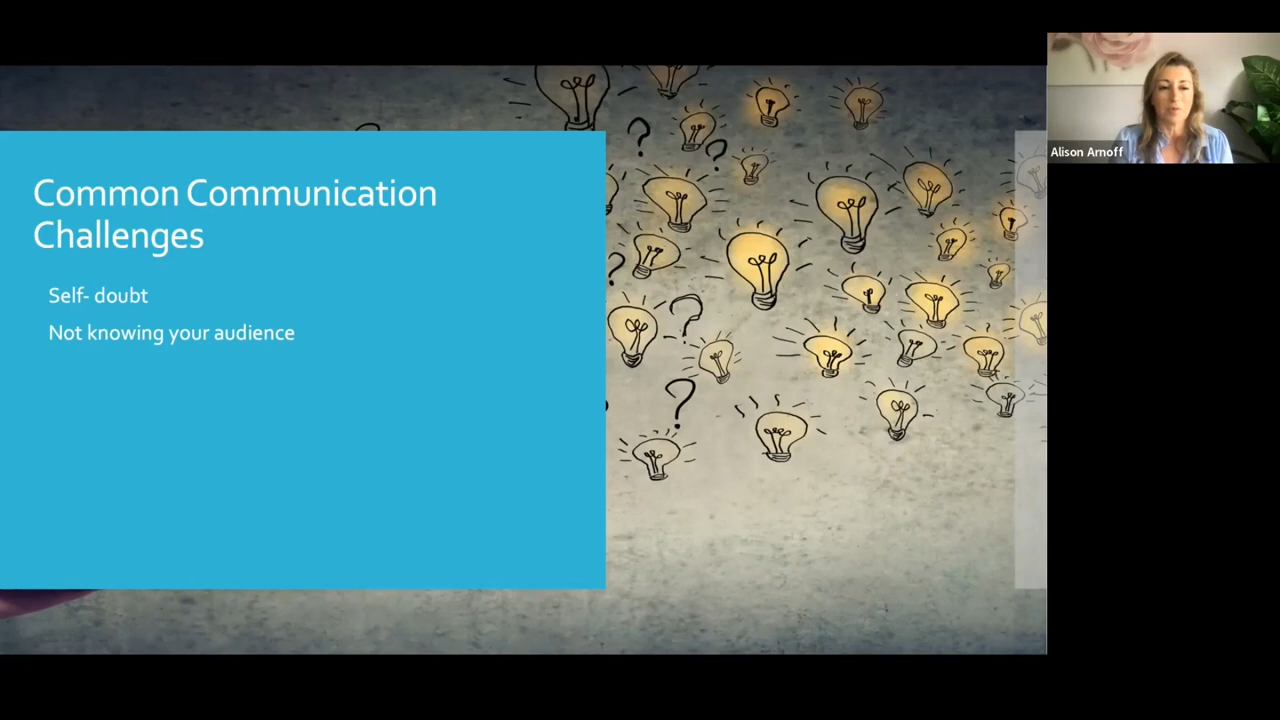 Common Communication
Challenges
Self- doubt
Not knowing your audience
Alison Arnoff